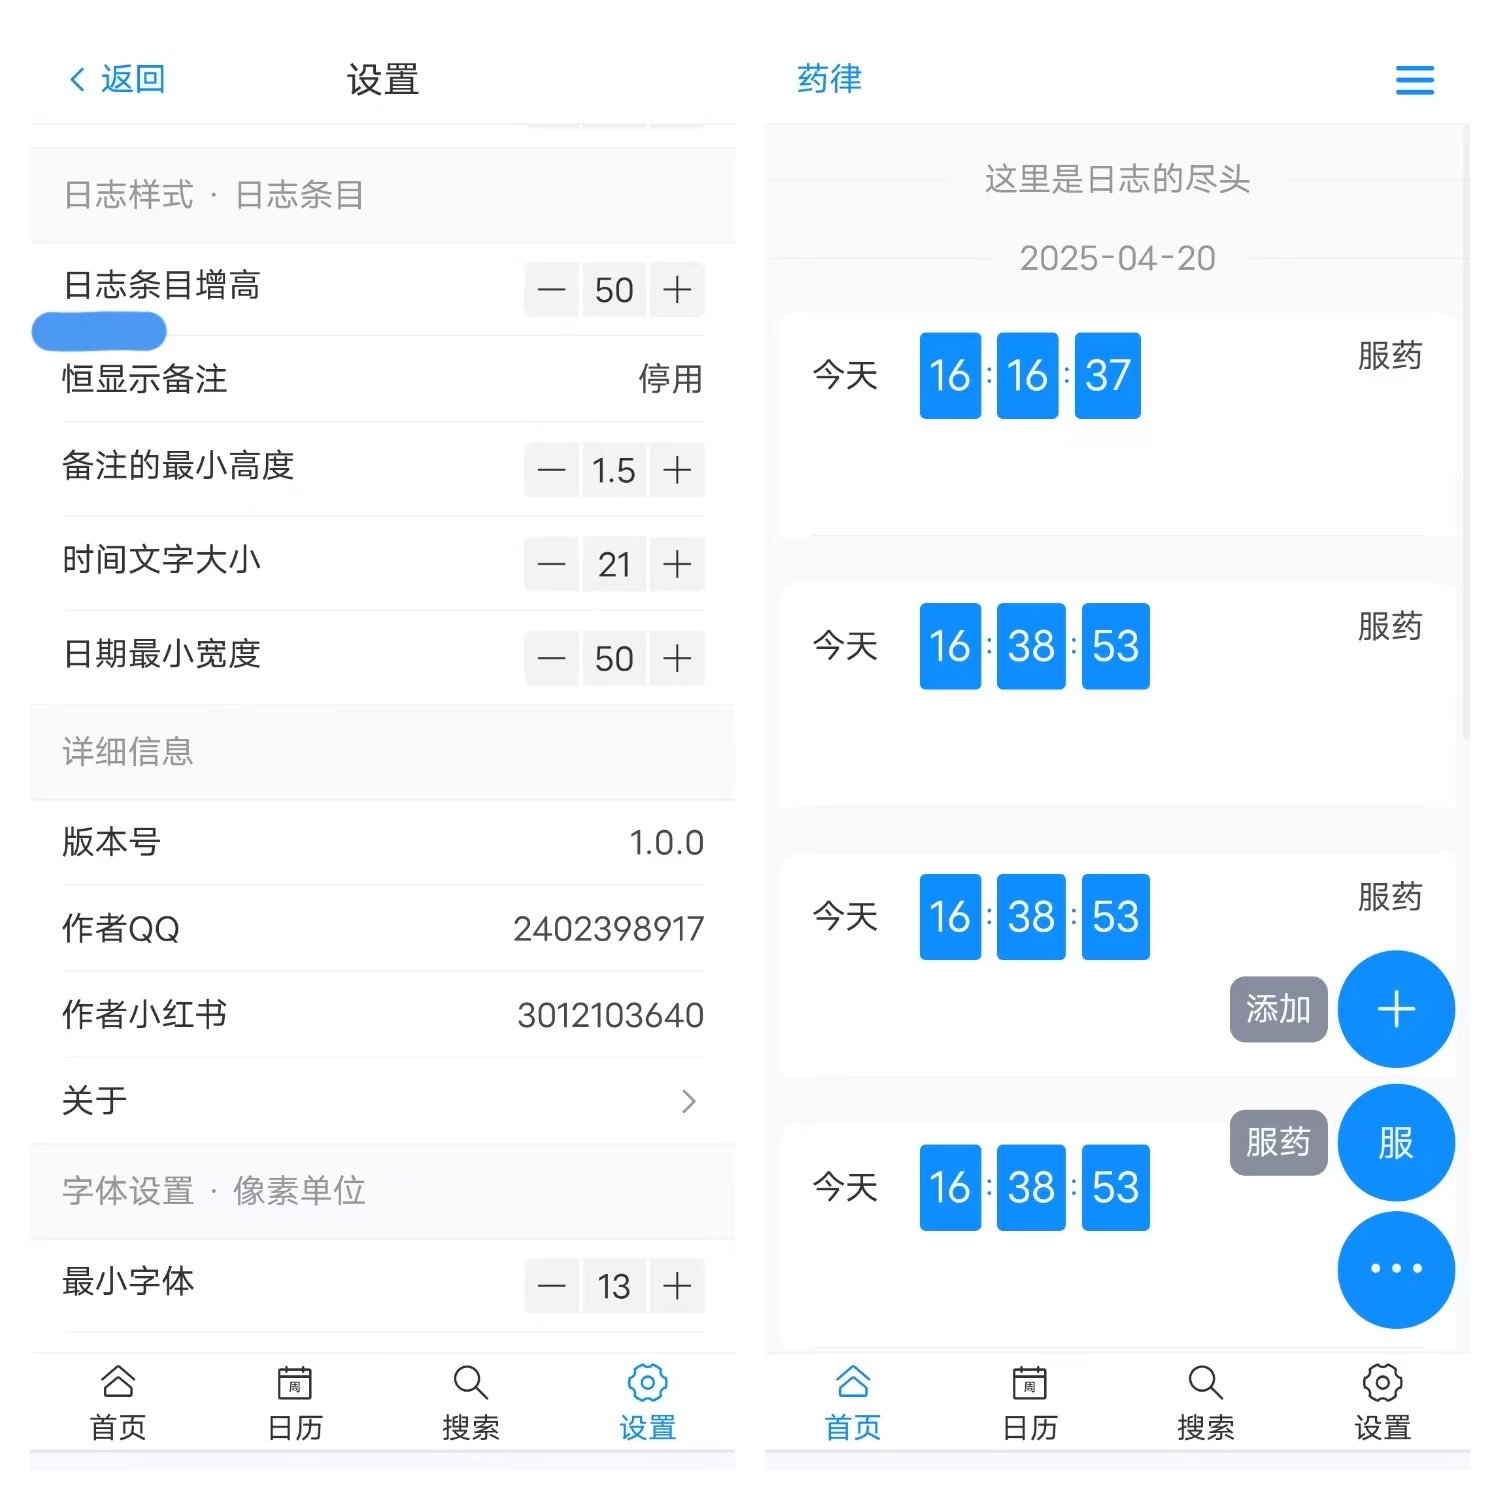 返回
设置
日志样式 · 日志条目
日志条目增高
— 50 +
恒显示备注
停用
备注的最小高度
— 1.5 +
时间文字大小
— 21 +
日期最小宽度
— 50 +
详细信息
版本号
1.0.0
作者QQ
2402398917
作者小红书
3012103640
关于
字体设置 · 像素单位
最小字体
— 13 +
首页
周
日历
搜索
设置
药律
这里是日志的尽头
2025-04-20
今天 16:16:37 服药
今天 16:38:53 服药
今天 16:38:53 服药
添加 +
服药 服
今天 16:38:53
...
首页
周
日历
搜索
设置